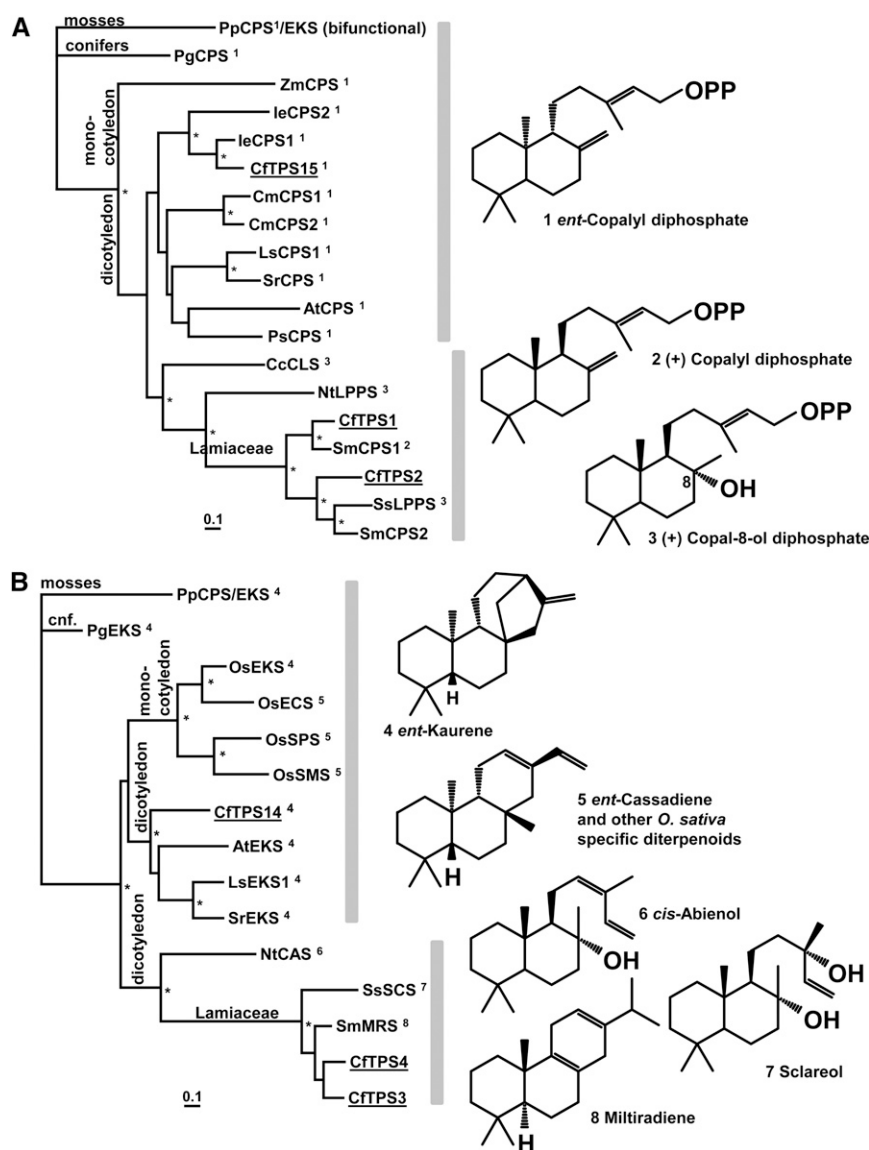 A
mosses
PpCPS¹/EKS (bifunctional)
conifers
PgCPS ¹
mono-
cotyledon
ZmCPS ¹
IeCPS2 ¹
IeCPS1 ¹
CfTPS15 ¹
dicotyledon
CmCPS1 ¹
CmCPS2 ¹
LsCPS1 ¹
SrCPS ¹
AtCPS ¹
PsCPS ¹
CcCLS ³
NtLPPS ³
Lamiaceae
CfTPS1
SmCPS1 ²
CfTPS2
SsLPPS ³
SmCPS2
0.1
OPP
1 ent-Copalyl diphosphate
OPP
2 (+) Copalyl diphosphate
OPP
8
OH
3 (+) Copal-8-ol diphosphate
B
mosses
PpCPS/EKS ⁴
cnf.
PgEKS ⁴
mono-
cotyledon
OsEKS ⁴
OsECS ⁵
OsSPS ⁵
OsSMS ⁵
dicotyledon
CfTPS14 ⁴
AtEKS ⁴
LsEKS1 ⁴
SrEKS ⁴
dicotyledon
NtCAS ⁶
Lamiaceae
SsSCS ⁷
SmMRS ⁸
CfTPS4
CfTPS3
0.1
H
4 ent-Kaurene
H
5 ent-Cassadiene
and other O. sativa
specific diterpenoids
6 cis-Abienol
OH
OH
OH
7 Sclareol
H
8 Miltiradiene